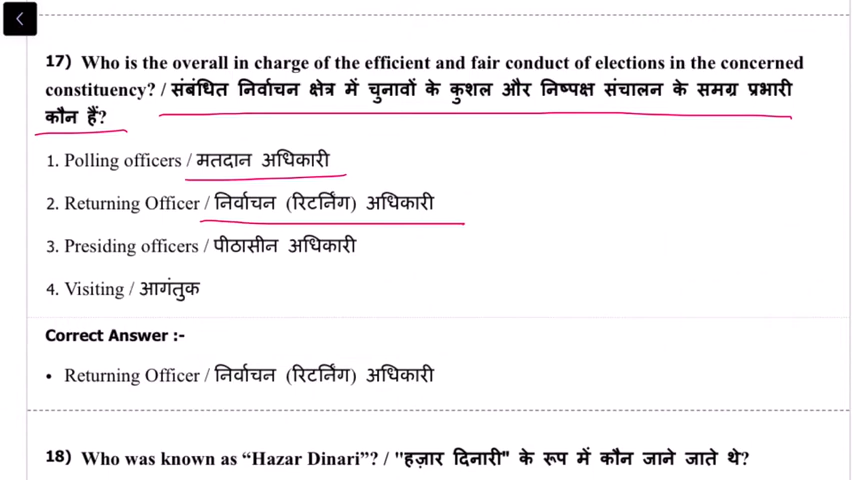 17) Who is the overall in charge of the efficient and fair conduct of elections in the concerned
constituency? / संबंधित निर्वाचन क्षेत्र में चुनावों के कुशल और निष्पक्ष संचालन के समग्र प्रभारी
कौन हैं?
1. Polling officers / मतदान अधिकारी
2. Returning Officer / निर्वाचन (रिटर्निंग) अधिकारी
3. Presiding officers / पीठासीन अधिकारी
4. Visiting / आगंतुक
Correct Answer :-
• Returning Officer / निर्वाचन (रिटर्निंग) अधिकारी
18) Who was known as “Hazar Dinari”? / "हज़ार दिनारी" के रूप में कौन जाने जाते थे?